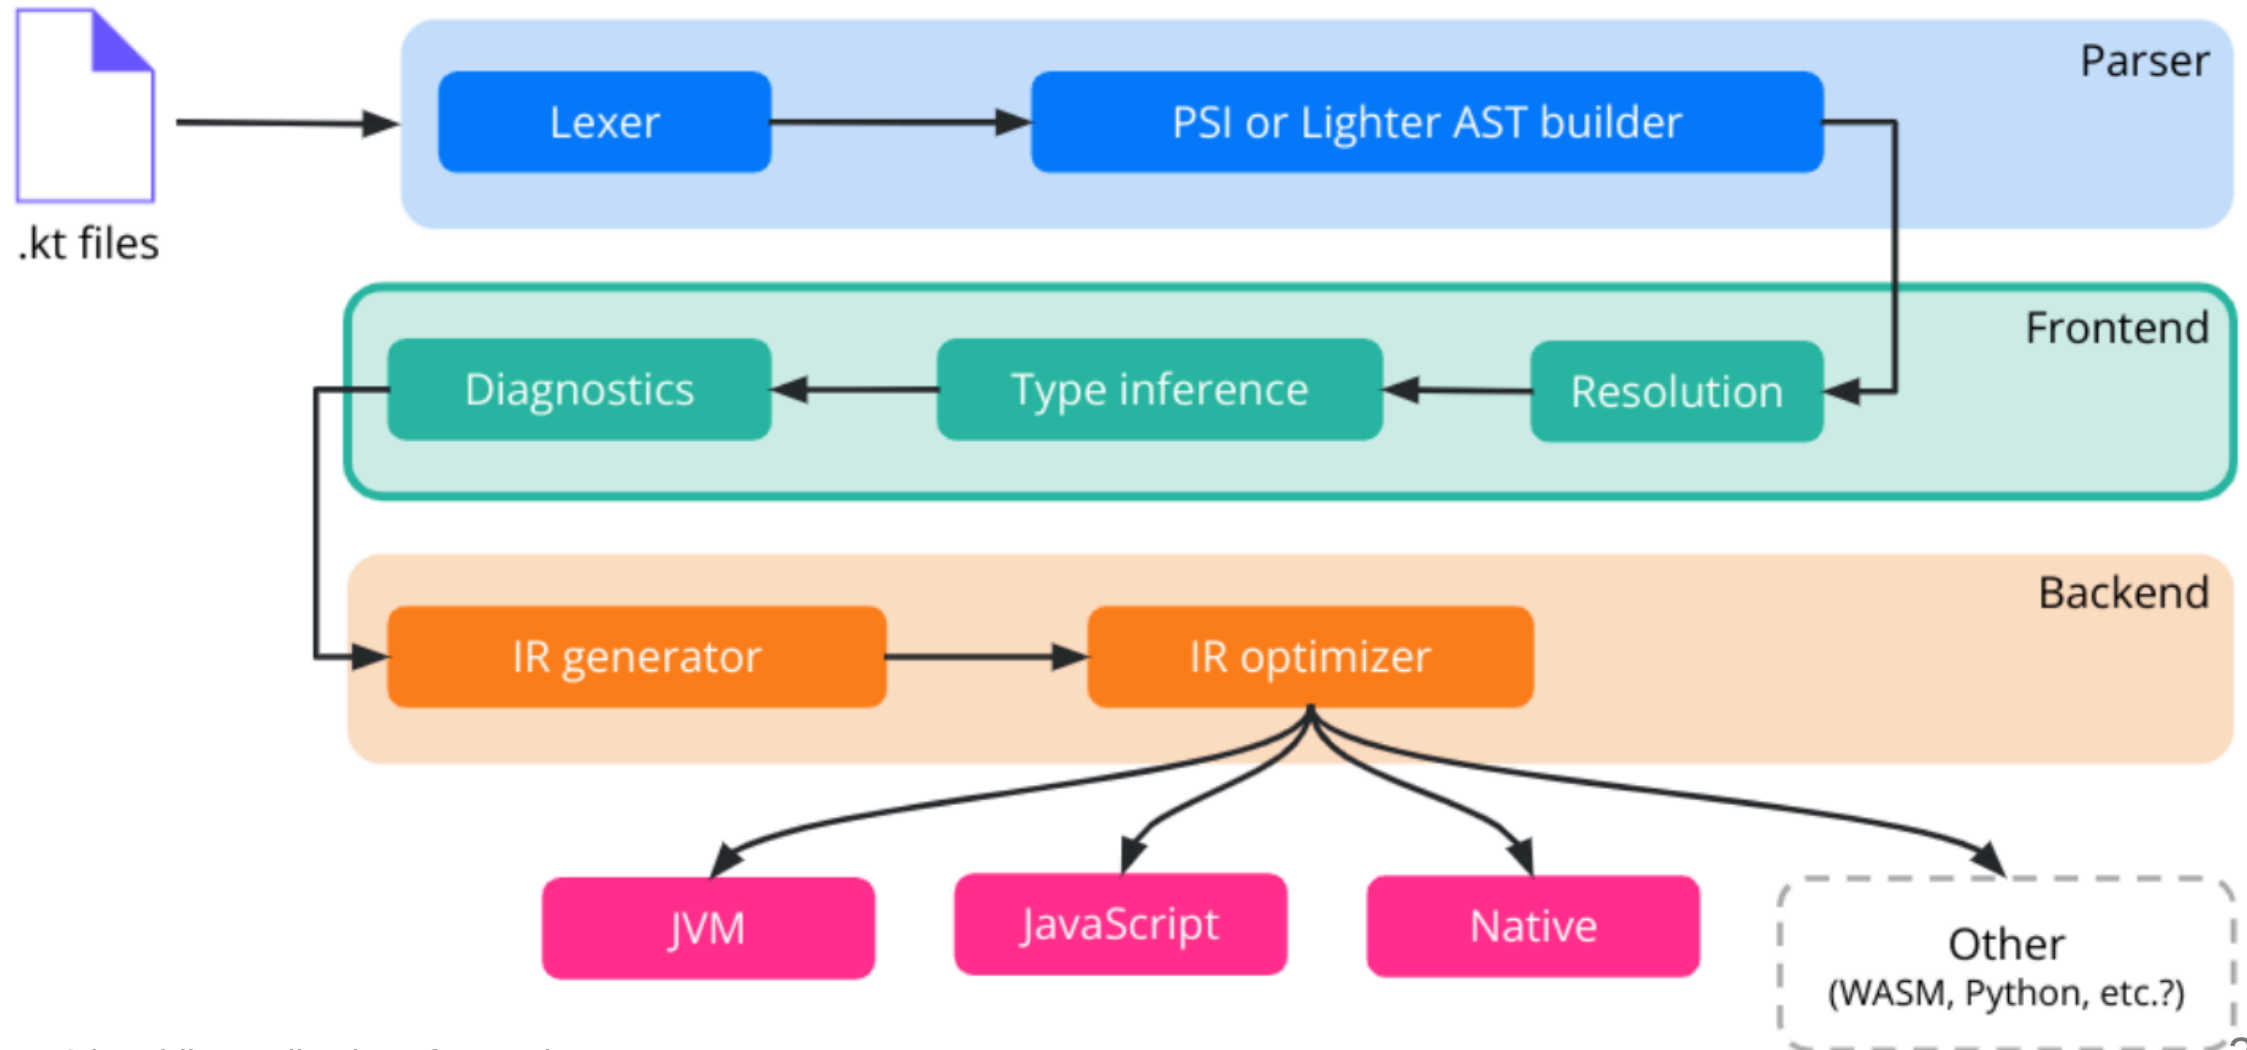 Parser
Lexer
PSI or Lighter AST builder
.kt files
Frontend
Diagnostics
Type inference
Resolution
Backend
IR generator
IR optimizer
JVM
JavaScript
Native
Other
(WASM, Python, etc.?)